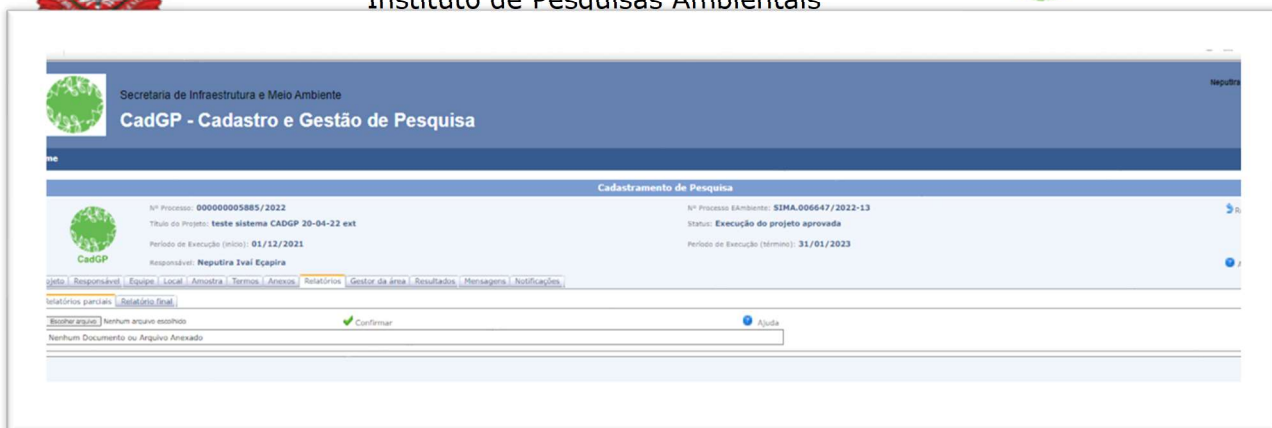 Instituto de Pesquisas Ambientais
Secretaria de Infraestrutura e Meio Ambiente
Neputira
CadGP - Cadastro e Gestão de Pesquisa
me
Cadastramento de Pesquisa
Nº Processo: 000000005885/2022 Nº Processo EAmbiente: SIMA.006647/2022-13
Título do Projeto: teste sistema CADGP 20-04-22 ext Status: Execução do projeto aprovada
Período de Execução (início): 01/12/2021 Período de Execução (término): 31/01/2023
CadGP
Responsável: Neputira Ivaí Eçapira
ojeto Responsável Equipe Local Amostra Termos Anexos Relatórios Gestor da área Resultados Mensagens Notificações
Relatórios parciais Relatório final
Escolher arquivo Nenhum arquivo escolhido Confirmar Ajuda
Nenhum Documento ou Arquivo Anexado